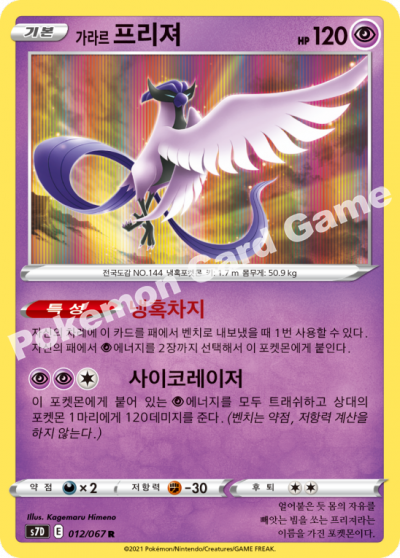 기본 가라르 프리져 HP 120
Pokémon Card Game
전국도감 NO.144 냉혹포켓몬 키: 1.7 m 몸무게: 50.9 kg
특성 냉혹차지
자신의 차례에 이 카드를 패에서 벤치로 내보냈을 때 1번 사용할 수 있다.
자신의 패에서 에너지를 2장까지 선택해서 이 포켓몬에게 붙인다.
사이코레이저
이 포켓몬에게 붙어 있는 에너지를 모두 트래쉬하고 상대의
포켓몬 1마리에게 120데미지를 준다. (벤치는 약점, 저항력 계산을
하지 않는다.)
약점 ×2 저항력 -30 후퇴
Illus. Kagemaru Himeno
s7D E 012/067 R
얼어붙은 듯 몸의 자유를
빼앗는 빔을 쏘는 프리져라는
이름을 가진 포켓몬이다.
©2021 Pokémon/Nintendo/Creatures/GAME FREAK.